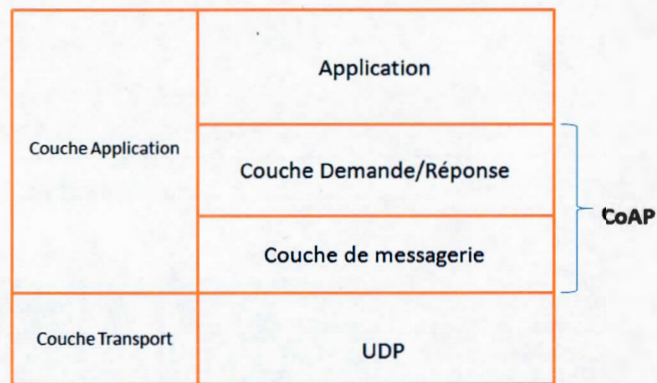 Application
Couche Application
Couche Demande/Réponse
CoAP
Couche de messagerie
Couche Transport
UDP